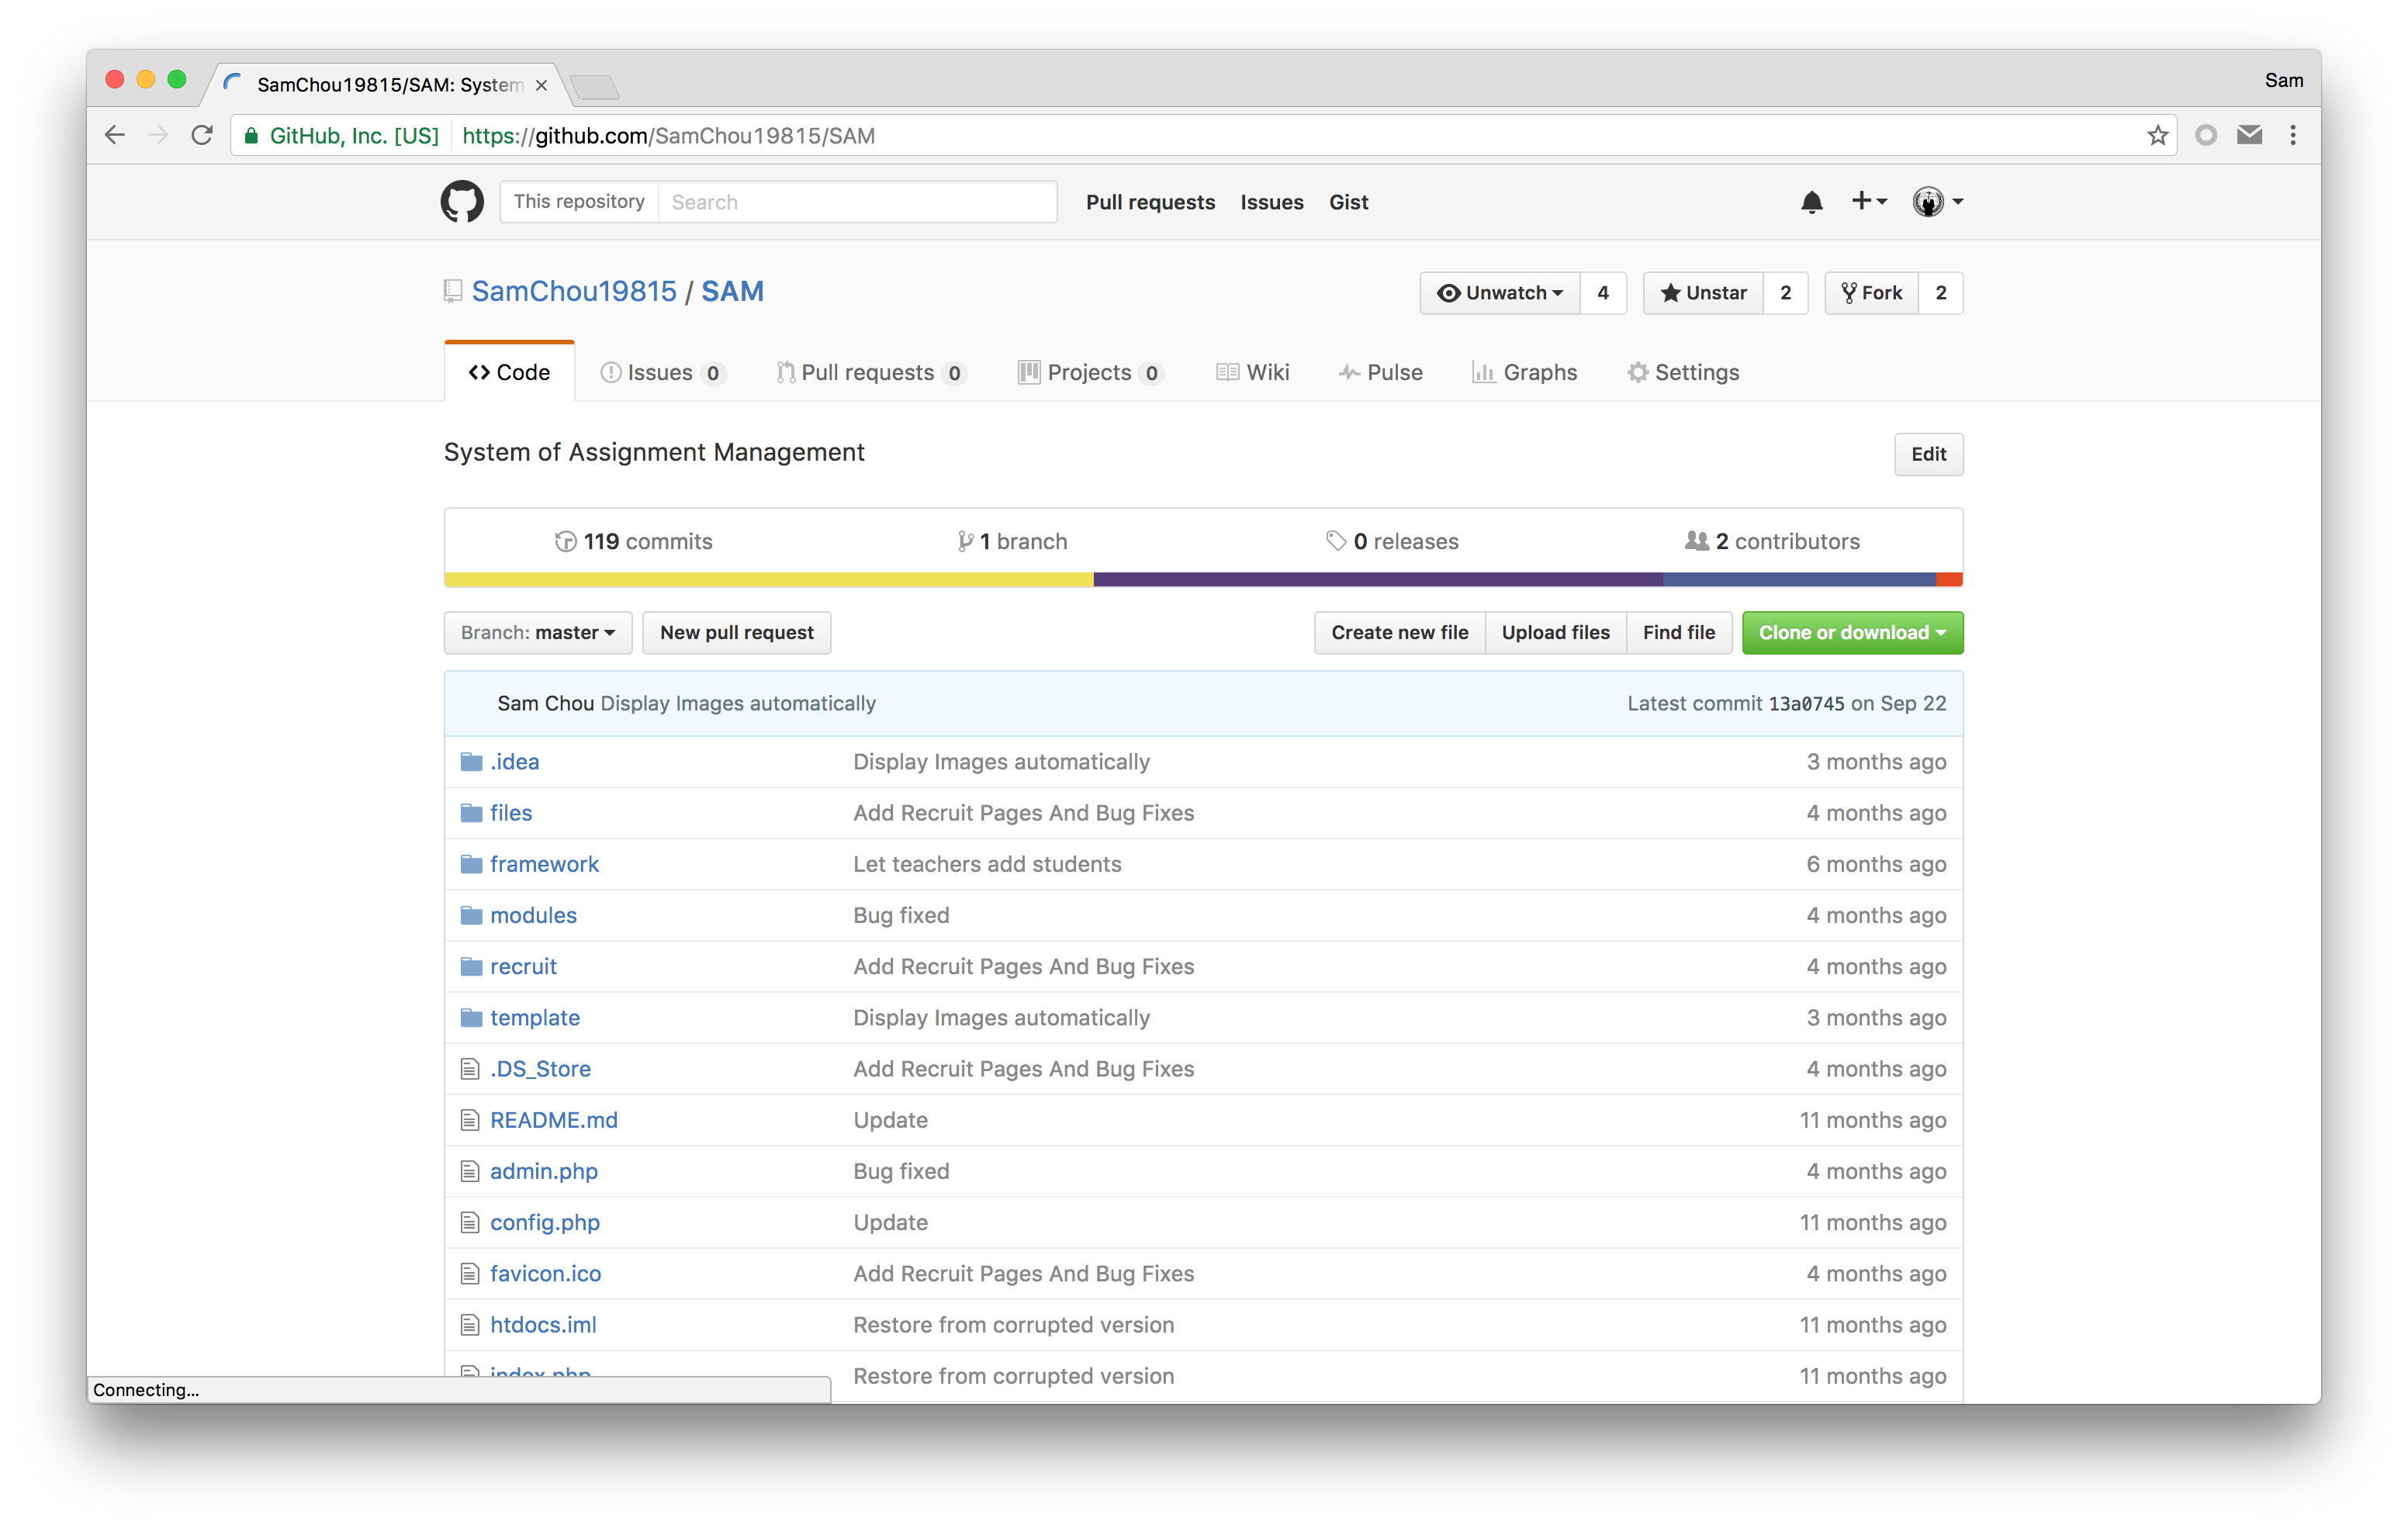 SamChou19815/SAM: System
Sam
GitHub, Inc. [US] https://github.com/SamChou19815/SAM
This repository Search Pull requests Issues Gist
SamChou19815 / SAM Unwatch 4 Unstar 2 Fork 2
Code Issues 0 Pull requests 0 Projects 0 Wiki Pulse Graphs Settings
System of Assignment Management Edit
119 commits 1 branch 0 releases 2 contributors
Branch: master New pull request Create new file Upload files Find file Clone or download
Sam Chou Display Images automatically Latest commit 13a0745 on Sep 22
.idea Display Images automatically 3 months ago
files Add Recruit Pages And Bug Fixes 4 months ago
framework Let teachers add students 6 months ago
modules Bug fixed 4 months ago
recruit Add Recruit Pages And Bug Fixes 4 months ago
template Display Images automatically 3 months ago
.DS_Store Add Recruit Pages And Bug Fixes 4 months ago
README.md Update 11 months ago
admin.php Bug fixed 4 months ago
config.php Update 11 months ago
favicon.ico Add Recruit Pages And Bug Fixes 4 months ago
htdocs.iml Restore from corrupted version 11 months ago
index.php Restore from corrupted version 11 months ago
Connecting...